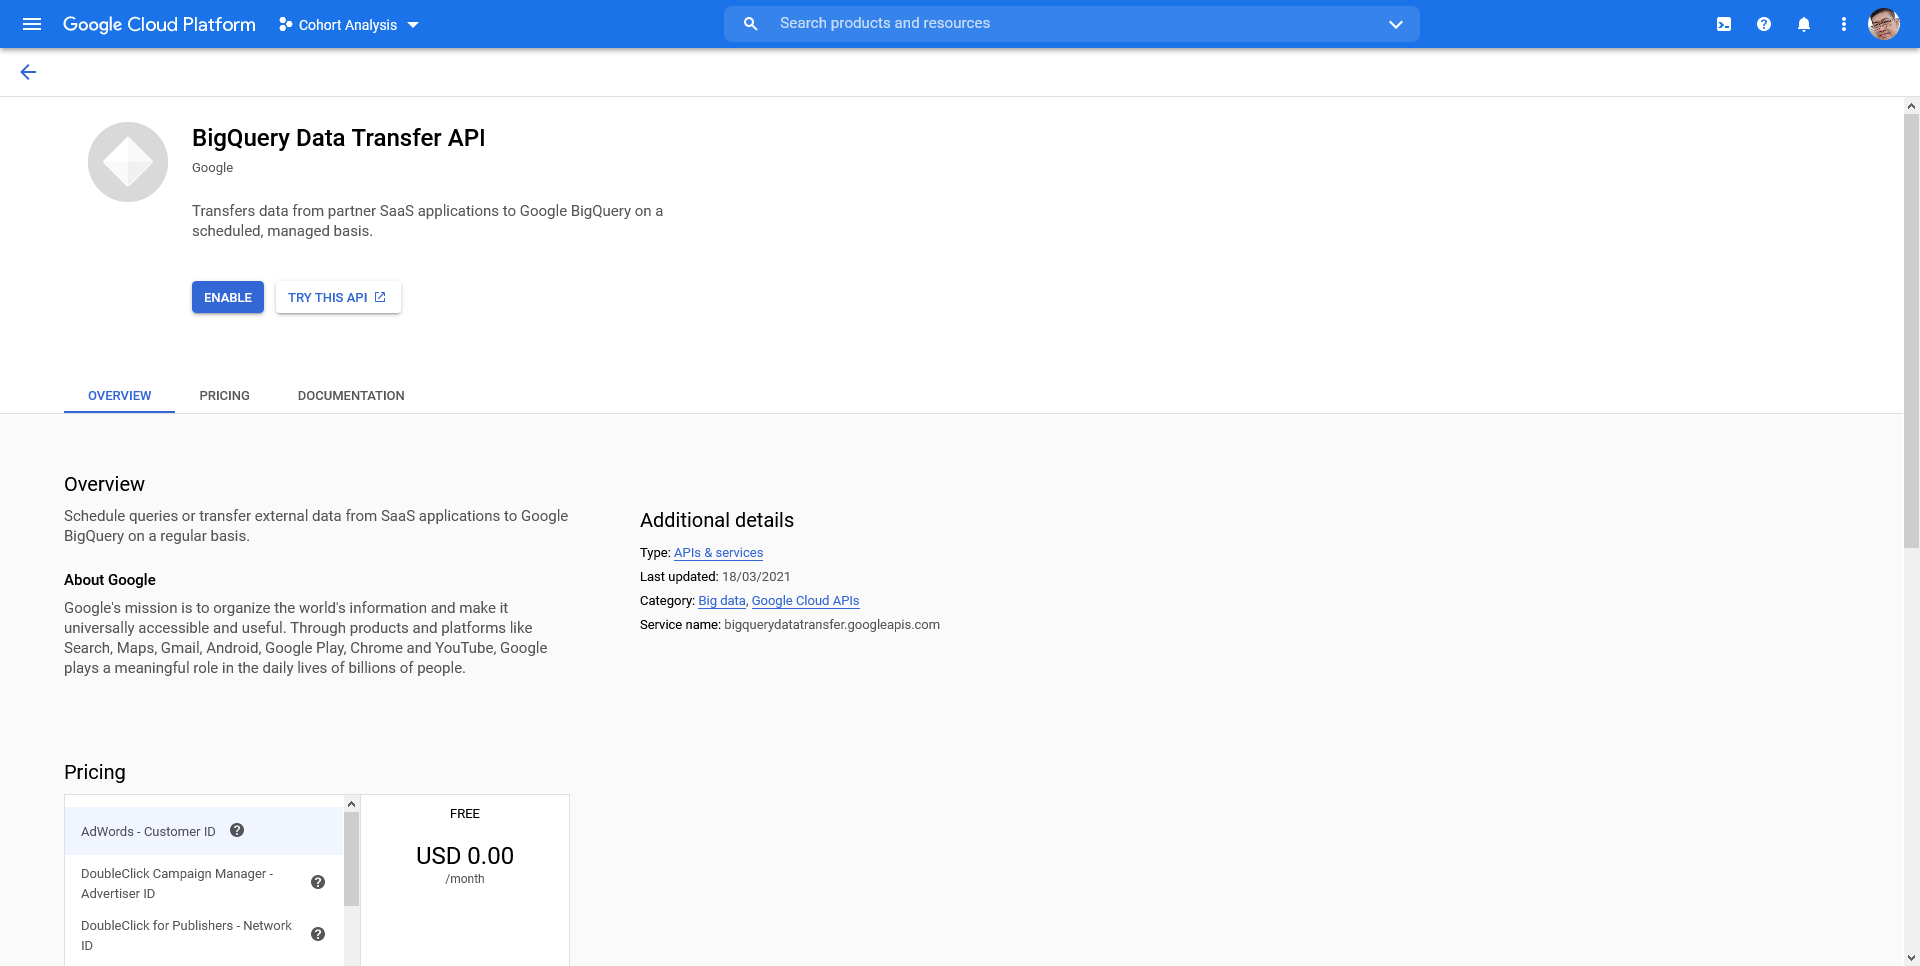 Google Cloud Platform
Cohort Analysis
Search products and resources
BigQuery Data Transfer API
Google
Transfers data from partner SaaS applications to Google BigQuery on a
scheduled, managed basis.
ENABLE
TRY THIS API
OVERVIEW
PRICING
DOCUMENTATION
Overview
Schedule queries or transfer external data from SaaS applications to Google
BigQuery on a regular basis.
About Google
Google's mission is to organize the world's information and make it
universally accessible and useful. Through products and platforms like
Search, Maps, Gmail, Android, Google Play, Chrome and YouTube, Google
plays a meaningful role in the daily lives of billions of people.
Additional details
Type: APIs & services
Last updated: 18/03/2021
Category: Big data, Google Cloud APIs
Service name: bigquerydatatransfer.googleapis.com
Pricing
AdWords - Customer ID
DoubleClick Campaign Manager -
Advertiser ID
DoubleClick for Publishers - Network
ID
FREE
USD 0.00
/month